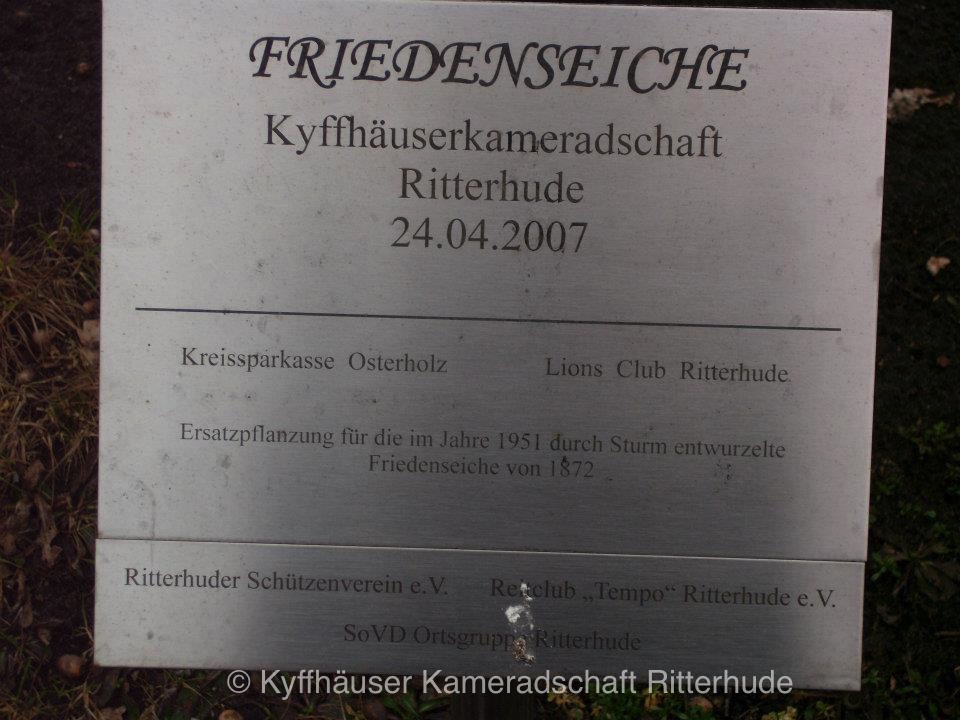 FRIEDENSEICHE
Kyffhäuserkameradschaft
Ritterhude
24.04.2007
Kreissparkasse Osterholz Lions Club Ritterhude
Ersatzpflanzung für die im Jahre 1951 durch Sturm entwurzelte
Friedenseiche von 1872
Ritterhuder Schützenverein e.V. Reitclub „Tempo“ Ritterhude e.V.
SoVD Ortsgruppe Ritterhude
© Kyffhäuser Kameradschaft Ritterhude